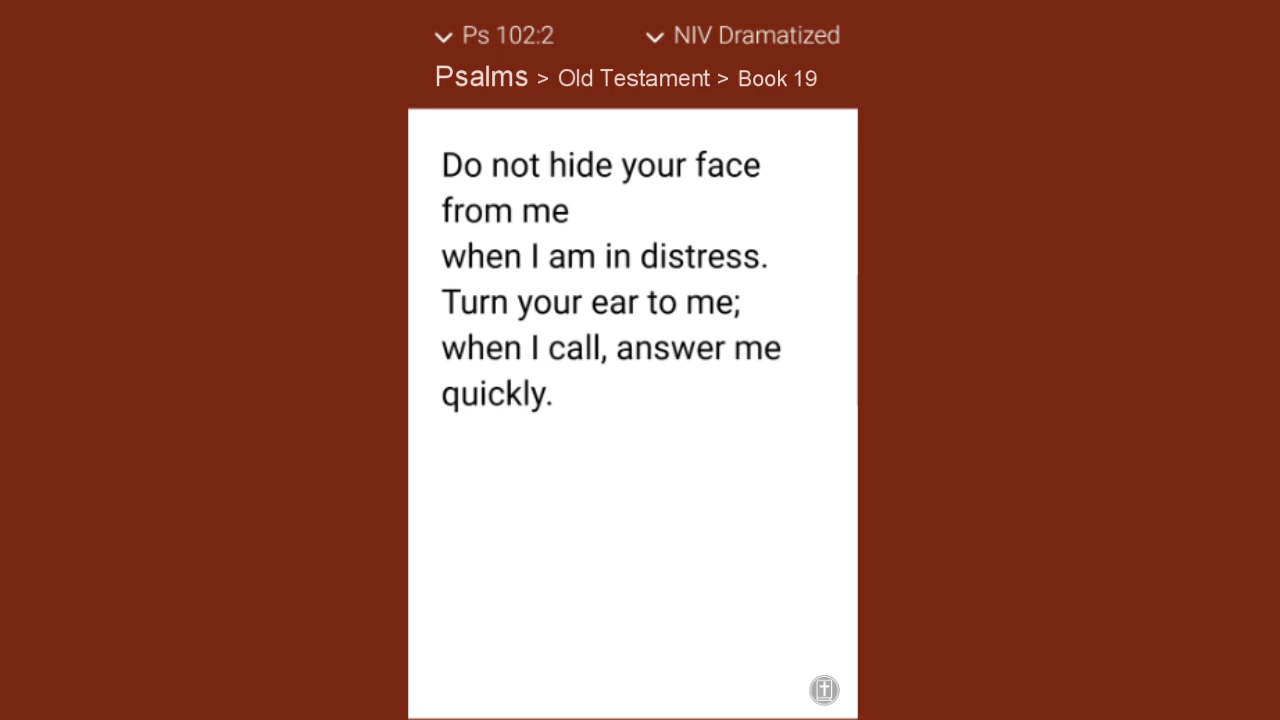 Ps 102:2 NIV Dramatized
Psalms > Old Testament > Book 19
Do not hide your face
from me
when I am in distress.
Turn your ear to me;
when I call, answer me
quickly.